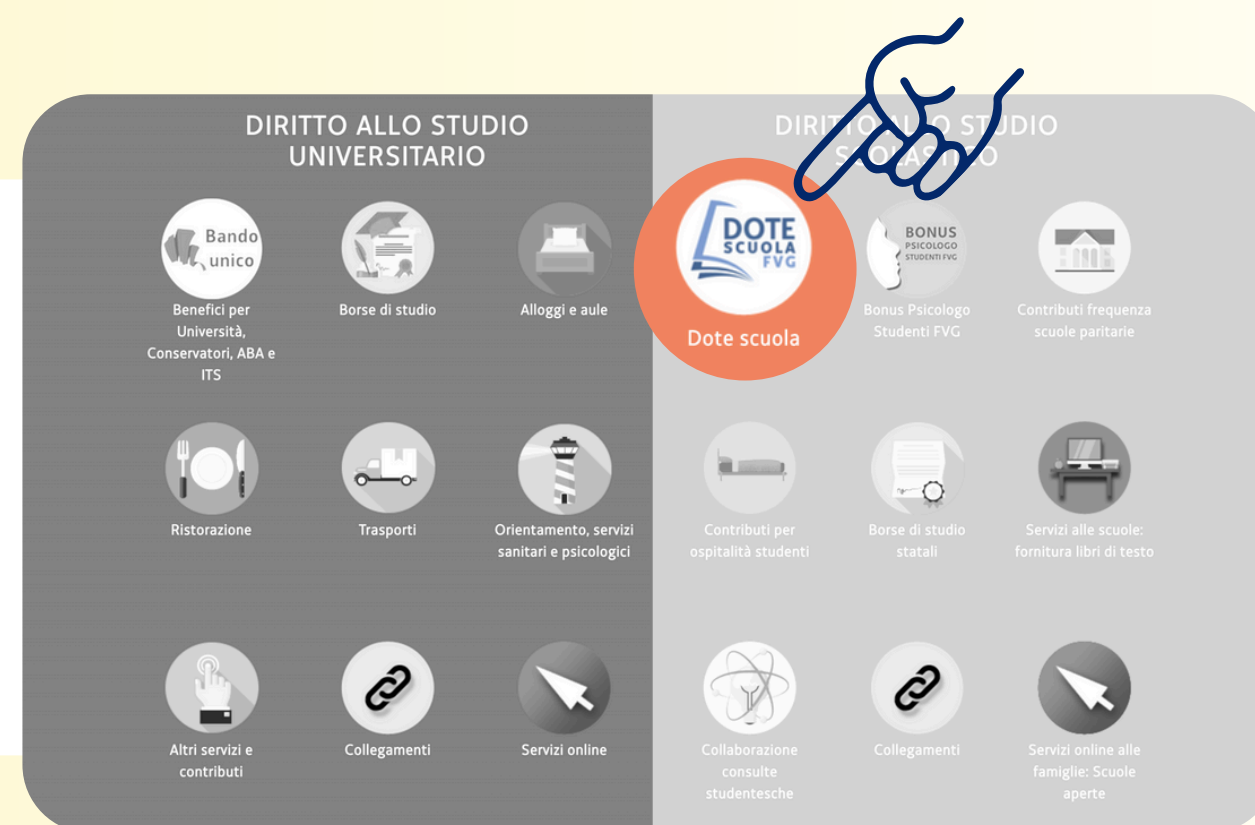 DIRITTO ALLO STUDIO
UNIVERSITARIO
Bando
unico
Benefici per
Università,
Conservatori, ABA e
ITS
Borse di studio
Alloggi e aule
Ristorazione
Trasporti
Orientamento, servizi
sanitari e psicologici
Altri servizi e
contributi
Collegamenti
Servizi online
DIRITTO ALLO STUDIO
SCOLASTICO
DOTE
SCUOLA
FVG
Dote scuola
BONUS
PSICOLOGO
STUDENTI FVG
Bonus Psicologo
Studenti FVG
Contributi frequenza
scuole paritarie
Contributi per
ospitalità studenti
Borse di studio
statali
Servizi alle scuole:
fornitura libri di testo
Collaborazione
consulte
studentesche
Collegamenti
Servizi online alle
famiglie: Scuole
aperte